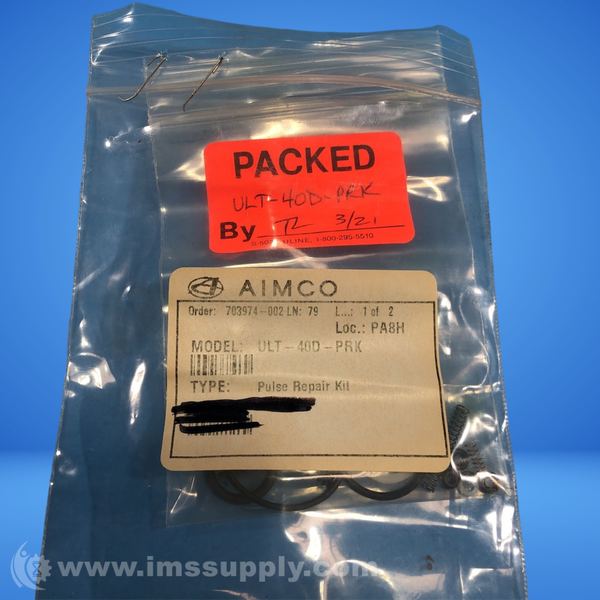 PACKED
ULT-40D-PRK
By TL 3/21
ULINE, 1-800-295-5510
AIMCO
Order: 703974-002 LN: 79 L...: 1 of 2
Loc.: PA8H
MODEL: ULT-40D-PRK
TYPE: Pulse Repair Kit
www.imssupply.com